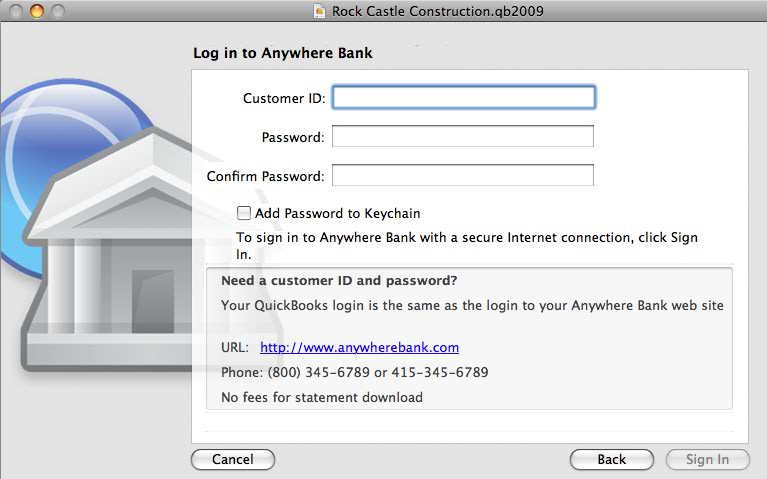 Rock Castle Construction.qb2009
Log in to Anywhere Bank
Customer ID:
Password:
Confirm Password:
Add Password to Keychain
To sign in to Anywhere Bank with a secure Internet connection, click Sign
In.
Need a customer ID and password?
Your QuickBooks login is the same as the login to your Anywhere Bank web site
URL: http://www.anywherebank.com
Phone: (800) 345-6789 or 415-345-6789
No fees for statement download
Cancel Back Sign In